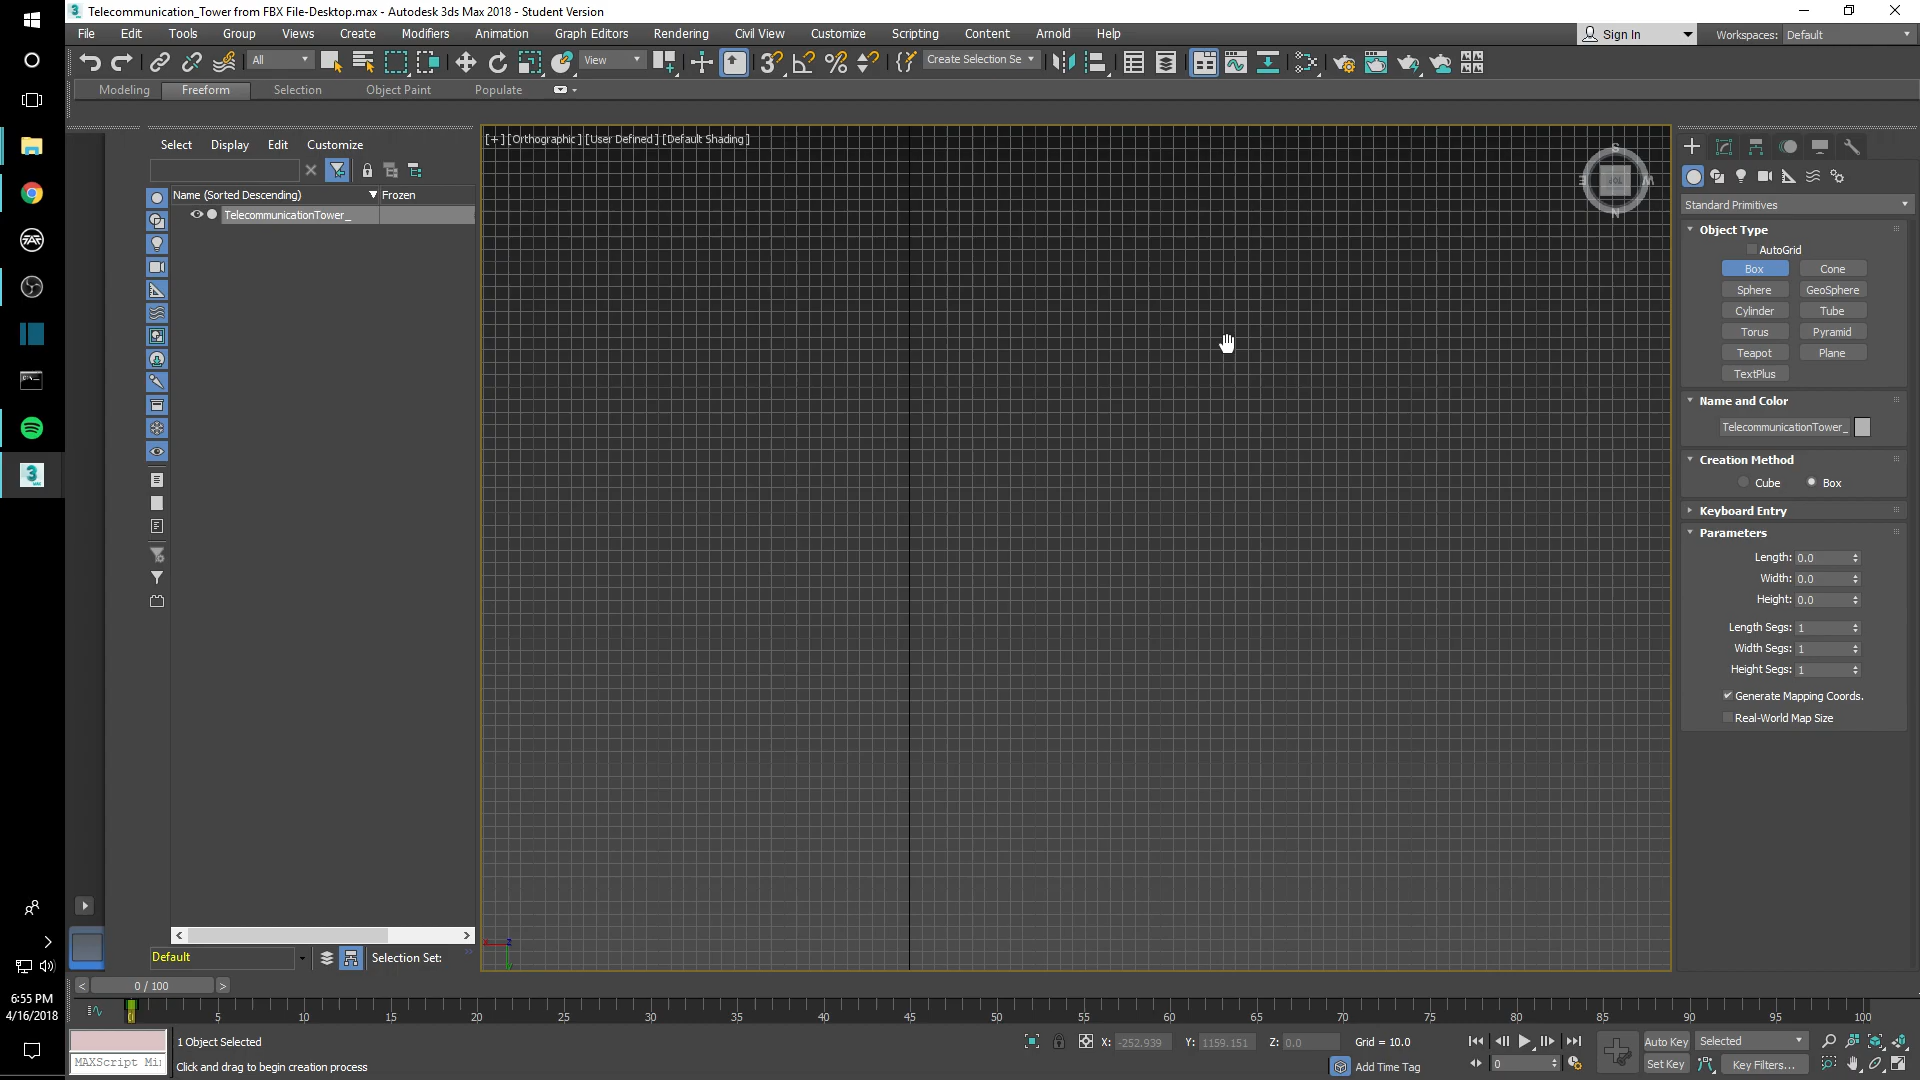 Telecommunication_Tower from FBX File-Desktop.max - Autodesk 3ds Max 2018 - Student Version
File Edit Tools Group Views Create Modifiers Animation Graph Editors Rendering Civil View Customize Scripting Content Arnold Help
Sign In Workspaces: Default
All View Create Selection Se
Modeling Freeform Selection Object Paint Populate
Select Display Edit Customize
[+] [Orthographic] [User Defined] [Default Shading]
Name (Sorted Descending) Frozen
TelecommunicationTower_
S
E W
TOP
N
Standard Primitives
Object Type
AutoGrid
Box Cone
Sphere GeoSphere
Cylinder Tube
Torus Pyramid
Teapot Plane
TextPlus
Name and Color
TelecommunicationTower_
Creation Method
Cube Box
Keyboard Entry
Parameters
Length: 0.0
Width: 0.0
Height: 0.0
Length Segs: 1
Width Segs: 1
Height Segs: 1
Generate Mapping Coords.
Real-World Map Size
Default Selection Set:
0 / 100
0 5 10 15 20 25 30 35 40 45 50 55 60 65 70 75 80 85 90 95 100
6:55 PM
4/16/2018
1 Object Selected
X: -252.939 Y: 1159.151 Z: 0.0 Grid = 10.0
Auto Key Selected
MAXScript Mi
Click and drag to begin creation process
Add Time Tag
0
Set Key Key Filters...